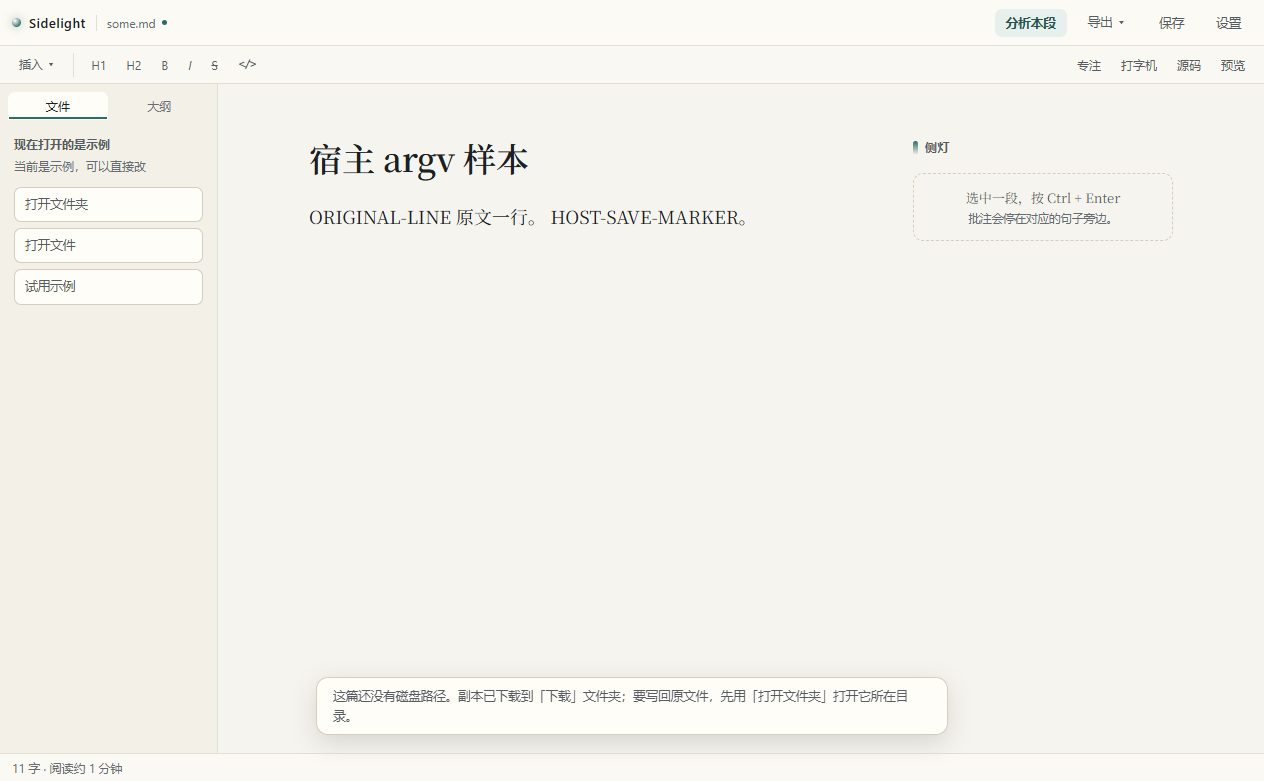 Sidelight some.md 分析本段 导出 保存 设置
插入 H1 H2 B I S </> 专注 打字机 源码 预览
文件 大纲
现在打开的是示例
当前是示例，可以直接改
打开文件夹
打开文件
试用示例
宿主 argv 样本
ORIGINAL-LINE 原文一行。 HOST-SAVE-MARKER。
侧灯
选中一段，按 Ctrl + Enter
批注会停在对应的句子旁边。
这篇还没有磁盘路径。副本已下载到「下载」文件夹；要写回原文件，先用「打开文件夹」打开它所在目
录。
11 字 · 阅读约 1 分钟